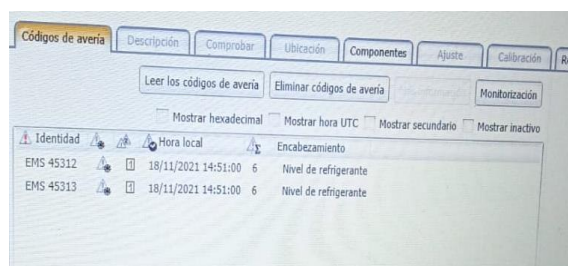 Códigos de avería Descripción Comprobar Ubicación Componentes Ajuste Calibración
Leer los códigos de avería Eliminar códigos de avería Monitorización
Mostrar hexadecimal Mostrar hora UTC Mostrar secundario Mostrar inactivo
Identidad Hora local Encabezamiento
EMS 45312 1 18/11/2021 14:51:00 6 Nivel de refrigerante
EMS 45313 1 18/11/2021 14:51:00 6 Nivel de refrigerante